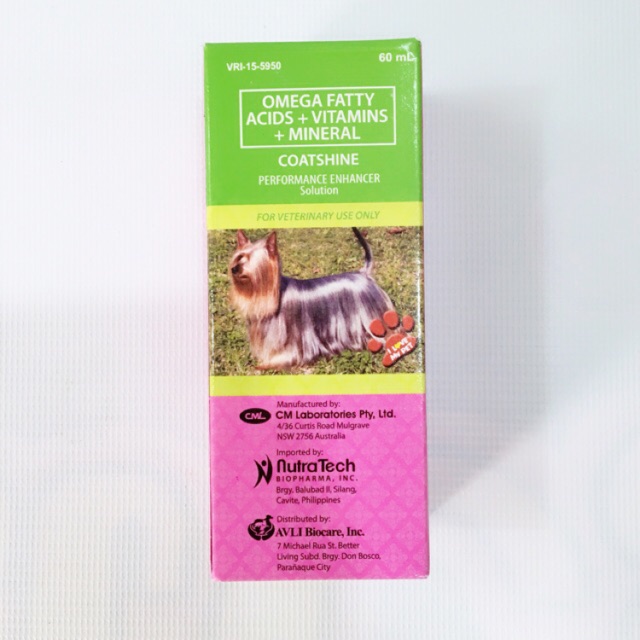 VRI-15-5950
60 mL
OMEGA FATTY
ACIDS + VITAMINS
+ MINERAL
COATSHINE
PERFORMANCE ENHANCER
Solution
FOR VETERINARY USE ONLY
I LOVE
MY PET
Manufactured by:
CML
CM Laboratories Pty, Ltd.
4/36 Curtis Road Mulgrave
NSW 2756 Australia
Imported by:
NutraTech
BIOPHARMA, INC.
Brgy. Balubad II, Silang,
Cavite, Philippines
Distributed by:
AVLI Biocare, Inc.
7 Michael Rua St. Better
Living Subd. Brgy. Don Bosco,
Parañaque City